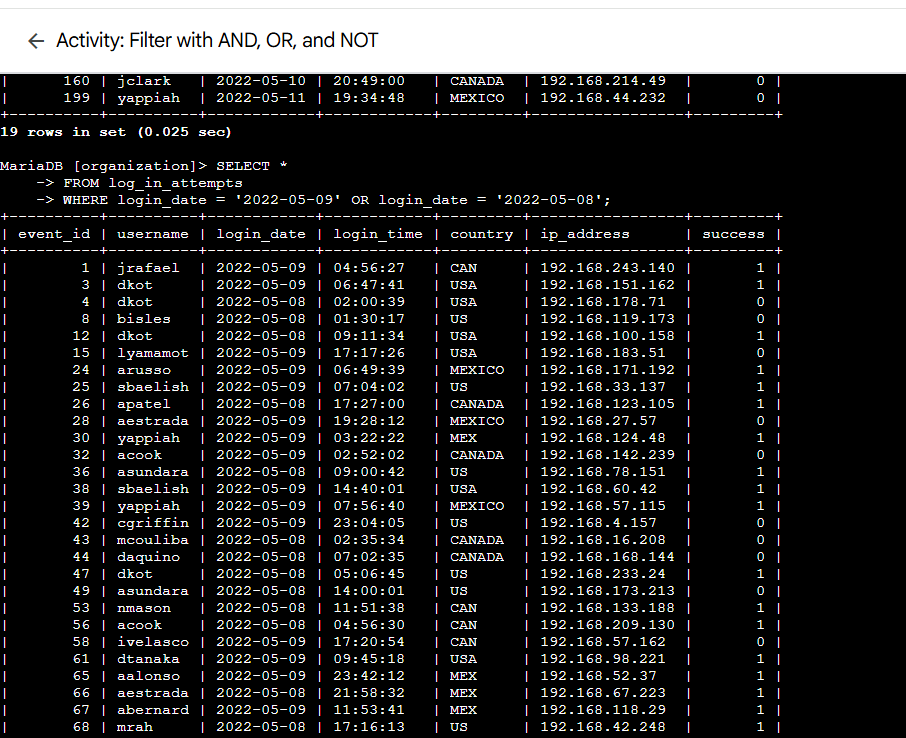 ← Activity: Filter with AND, OR, and NOT
|       160 | jclark   | 2022-05-10 | 20:49:00   | CANADA  | 192.168.214.49  |       0 |
|       199 | yappiah  | 2022-05-11 | 19:34:48   | MEXICO  | 192.168.44.232  |       0 |
+----------+----------+------------+------------+---------+-----------------+---------+
19 rows in set (0.025 sec)
MariaDB [organization]> SELECT *
    -> FROM log_in_attempts
    -> WHERE login_date = '2022-05-09' OR login_date = '2022-05-08';
+----------+----------+------------+------------+---------+-----------------+---------+
| event_id | username | login_date | login_time | country | ip_address      | success |
+----------+----------+------------+------------+---------+-----------------+---------+
|        1 | jrafael  | 2022-05-09 | 04:56:27   | CAN     | 192.168.243.140 |       1 |
|        3 | dkot     | 2022-05-09 | 06:47:41   | USA     | 192.168.151.162 |       1 |
|        4 | dkot     | 2022-05-08 | 02:00:39   | USA     | 192.168.178.71  |       0 |
|        8 | bisles   | 2022-05-08 | 01:30:17   | US      | 192.168.119.173 |       0 |
|       12 | dkot     | 2022-05-08 | 09:11:34   | USA     | 192.168.100.158 |       1 |
|       15 | lyamamot | 2022-05-09 | 17:17:26   | USA     | 192.168.183.51  |       0 |
|       24 | arusso   | 2022-05-09 | 06:49:39   | MEXICO  | 192.168.171.192 |       1 |
|       25 | sbaelish | 2022-05-09 | 07:04:02   | US      | 192.168.33.137  |       1 |
|       26 | apatel   | 2022-05-08 | 17:27:00   | CANADA  | 192.168.123.105 |       1 |
|       28 | aestrada | 2022-05-09 | 19:28:12   | MEXICO  | 192.168.27.57   |       0 |
|       30 | yappiah  | 2022-05-09 | 03:22:22   | MEX     | 192.168.124.48  |       1 |
|       32 | acook    | 2022-05-09 | 02:52:02   | CANADA  | 192.168.142.239 |       0 |
|       36 | asundara | 2022-05-08 | 09:00:42   | US      | 192.168.78.151  |       1 |
|       38 | sbaelish | 2022-05-09 | 14:40:01   | USA     | 192.168.60.42   |       1 |
|       39 | yappiah  | 2022-05-09 | 07:56:40   | MEXICO  | 192.168.57.115  |       1 |
|       42 | cgriffin | 2022-05-09 | 23:04:05   | US      | 192.168.4.157   |       0 |
|       43 | mcouliba | 2022-05-08 | 02:35:34   | CANADA  | 192.168.16.208  |       0 |
|       44 | daquino  | 2022-05-08 | 07:02:35   | CANADA  | 192.168.168.144 |       0 |
|       47 | dkot     | 2022-05-08 | 05:06:45   | US      | 192.168.233.24  |       1 |
|       49 | asundara | 2022-05-08 | 14:00:01   | US      | 192.168.173.213 |       0 |
|       53 | nmason   | 2022-05-08 | 11:51:38   | CAN     | 192.168.133.188 |       1 |
|       56 | acook    | 2022-05-08 | 04:56:30   | CAN     | 192.168.209.130 |       1 |
|       58 | ivelasco | 2022-05-09 | 17:20:54   | CAN     | 192.168.57.162  |       0 |
|       61 | dtanaka  | 2022-05-09 | 09:45:18   | USA     | 192.168.98.221  |       1 |
|       65 | aalonso  | 2022-05-09 | 23:42:12   | MEX     | 192.168.52.37   |       1 |
|       66 | aestrada | 2022-05-08 | 21:58:32   | MEX     | 192.168.67.223  |       1 |
|       67 | abernard | 2022-05-09 | 11:53:41   | MEX     | 192.168.118.29  |       1 |
|       68 | mrah     | 2022-05-08 | 17:16:13   | US      | 192.168.42.248  |       1 |